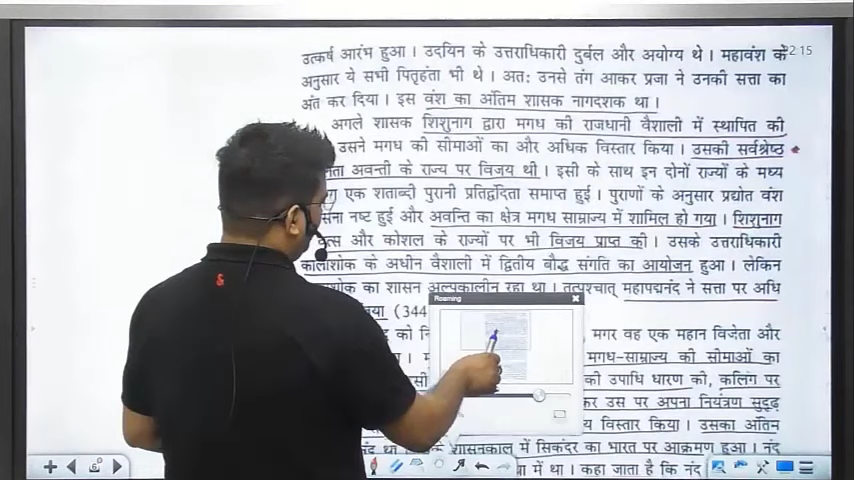 उत्कर्ष आरंभ हुआ। उदयिन के उत्तराधिकारी दुर्बल और अयोग्य थे। महावंश के
02:15
अनुसार ये सभी पितृहंता भी थे। अतः उनसे तंग आकर प्रजा ने उनकी सत्ता का
अंत कर दिया। इस वंश का अंतिम शासक नागदशक था।
अगले शासक शिशुनाग द्वारा मगध की राजधानी वैशाली में स्थापित की
उसने मगध की सीमाओं का और अधिक विस्तार किया। उसकी सर्वश्रेष्ठ
अवन्ती के राज्य पर विजय थी। इसी के साथ इन दोनों राज्यों के मध्य
एक शताब्दी पुरानी प्रतिद्वंदिता समाप्त हुई। पुराणों के अनुसार प्रद्योत वंश
नष्ट हुई और अवन्ति का क्षेत्र मगध साम्राज्य में शामिल हो गया। शिशुनाग
और कोशल के राज्यों पर भी विजय प्राप्त की। उसके उत्तराधिकारी
कालाशोक के अधीन वैशाली में द्वितीय बौद्ध संगति का आयोजन हुआ। लेकिन
का शासन अल्पकालीन रहा था। तत्पश्चात् महापद्मनंद ने सत्ता पर अधि
Roaming
(344
को
मगर वह एक महान विजेता और
मगध-साम्राज्य की सीमाओं का
की उपाधि धारण की, कलिंग पर
कर उस पर अपना नियंत्रण सुदृढ़
विस्तार किया। उसका अंतिम
शासनकाल में सिकंदर का भारत पर आक्रमण हुआ। नंद
में था। कहा जाता है कि नंद